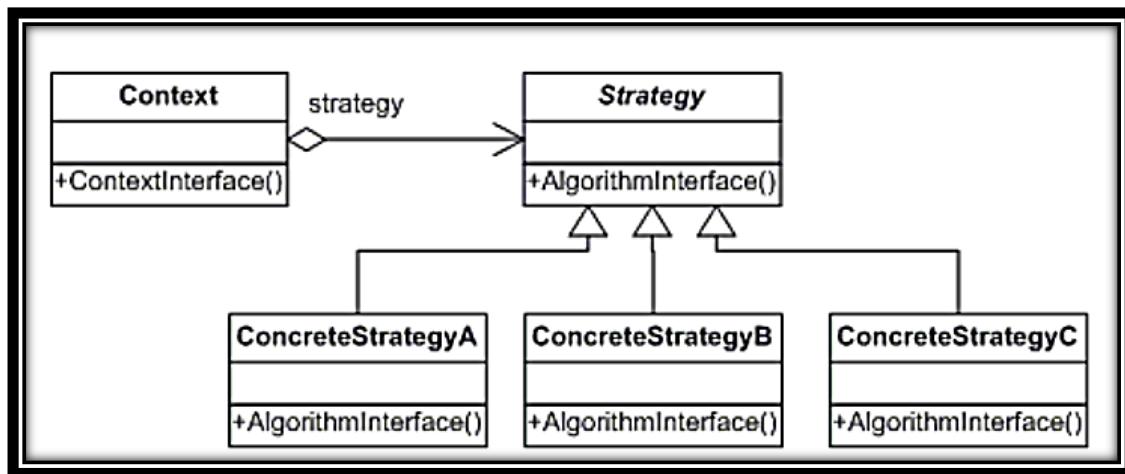 Context
strategy
Strategy
+ContextInterface()
+AlgorithmInterface()
ConcreteStrategyA
ConcreteStrategyB
ConcreteStrategyC
+AlgorithmInterface()
+AlgorithmInterface()
+AlgorithmInterface()